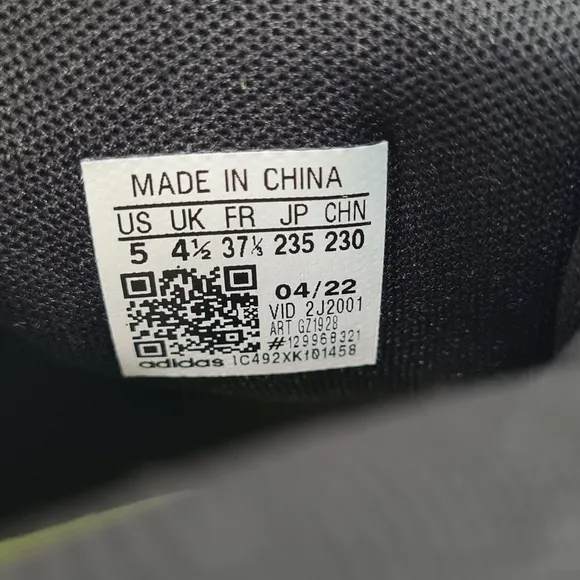 MADE IN CHINA
US UK FR JP CHN
5 4½ 37⅓ 235 230
04/22
VID 2J2001
ART GZ1928
#129968321
adidas 1C492XK101458